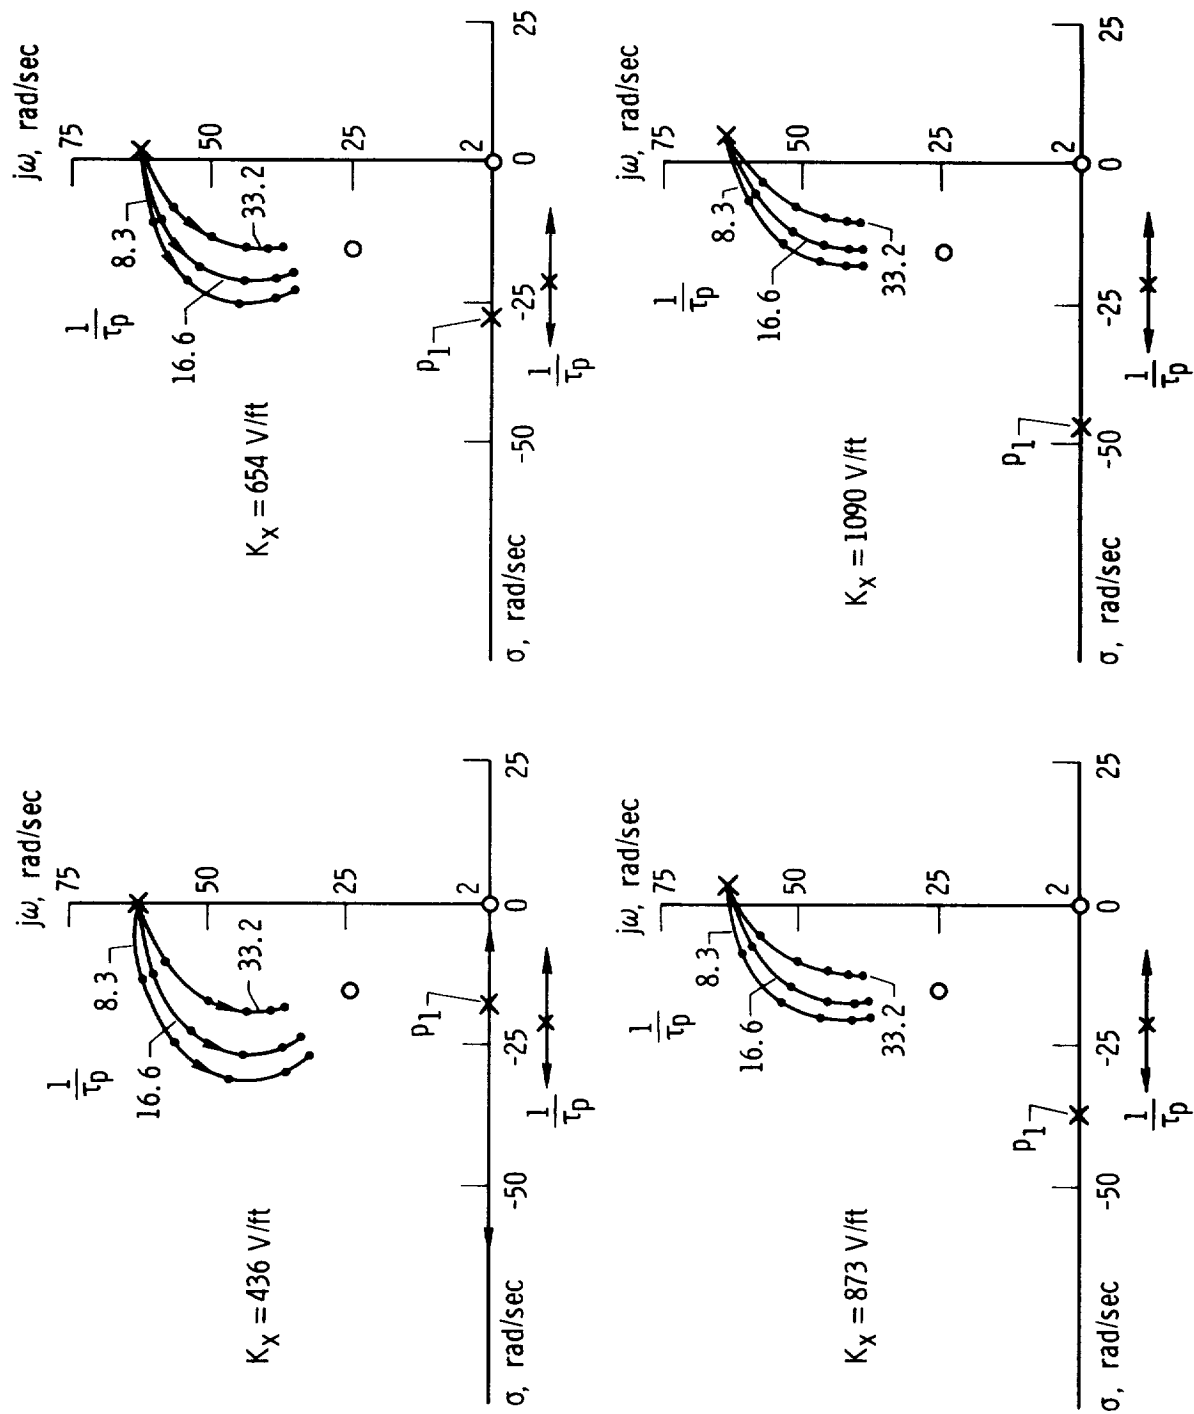 jω, rad/sec
75
50
25
2
8.3
16.6
33.2
1/τp
p1
1/τp
-50
-25
0
25
σ, rad/sec
Kx = 436 V/ft
jω, rad/sec
75
50
25
2
8.3
16.6
33.2
1/τp
p1
1/τp
-50
-25
0
25
σ, rad/sec
Kx = 654 V/ft
jω, rad/sec
75
50
25
2
8.3
16.6
33.2
1/τp
p1
1/τp
-50
-25
0
25
σ, rad/sec
Kx = 873 V/ft
jω, rad/sec
75
50
25
2
8.3
16.6
33.2
1/τp
p1
1/τp
-50
-25
0
25
σ, rad/sec
Kx = 1090 V/ft